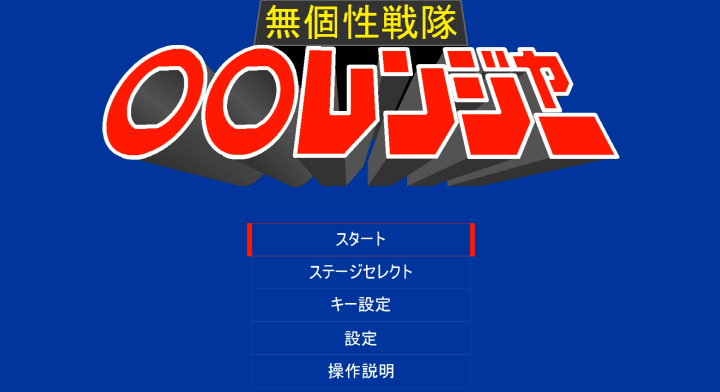 無個性戦隊
〇〇レンジャー
スタート
ステージセレクト
キー設定
設定
操作説明